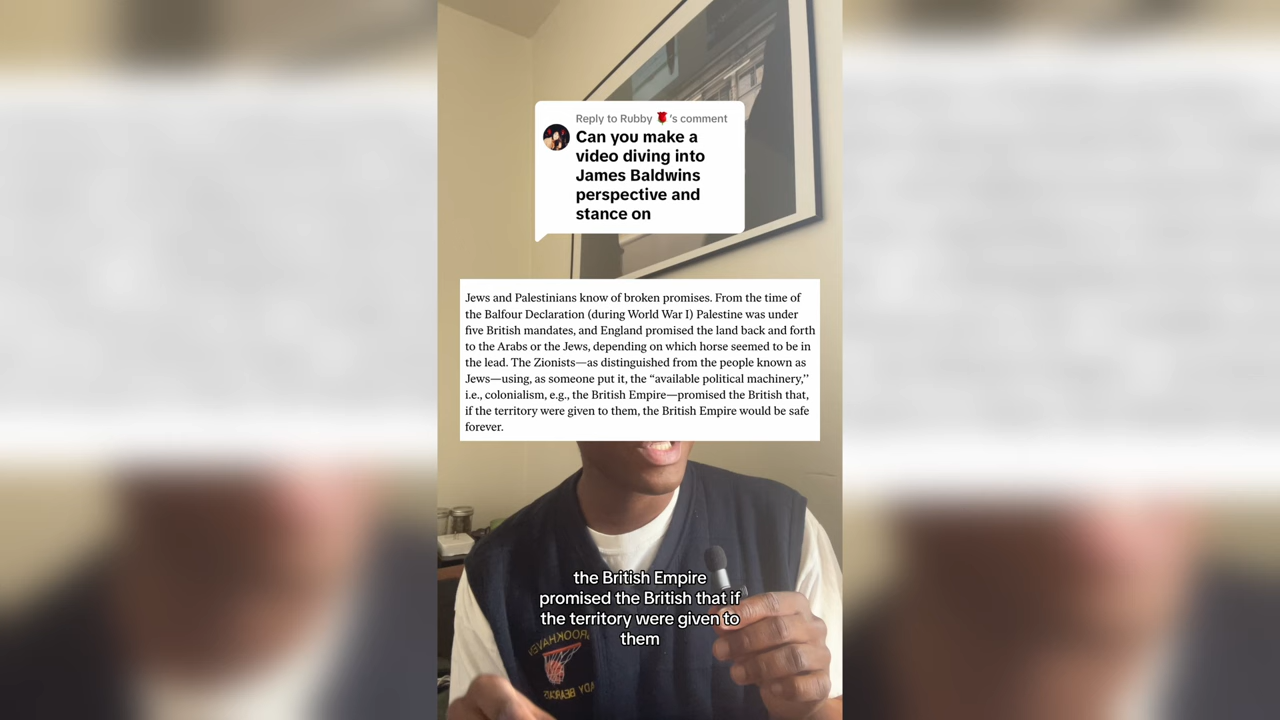 Reply to Rubby 🌹's comment
Can you make a
video diving into
James Baldwins
perspective and
stance on
Jews and Palestinians know of broken promises. From the time of
the Balfour Declaration (during World War I) Palestine was under
five British mandates, and England promised the land back and forth
to the Arabs or the Jews, depending on which horse seemed to be in
the lead. The Zionists—as distinguished from the people known as
Jews—using, as someone put it, the “available political machinery,’’
i.e., colonialism, e.g., the British Empire—promised the British that,
if the territory were given to them, the British Empire would be safe
forever.
the British Empire
promised the British that if
the territory were given to
them
BROOKHAVEN
LADY BEARCATS